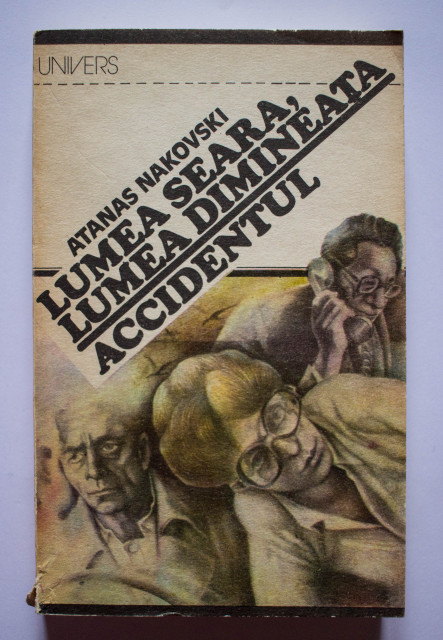 UNIVERS
ATANAS NAKOVSKI
LUMEA SEARA,
LUMEA DIMINEAȚA
ACCIDENTUL